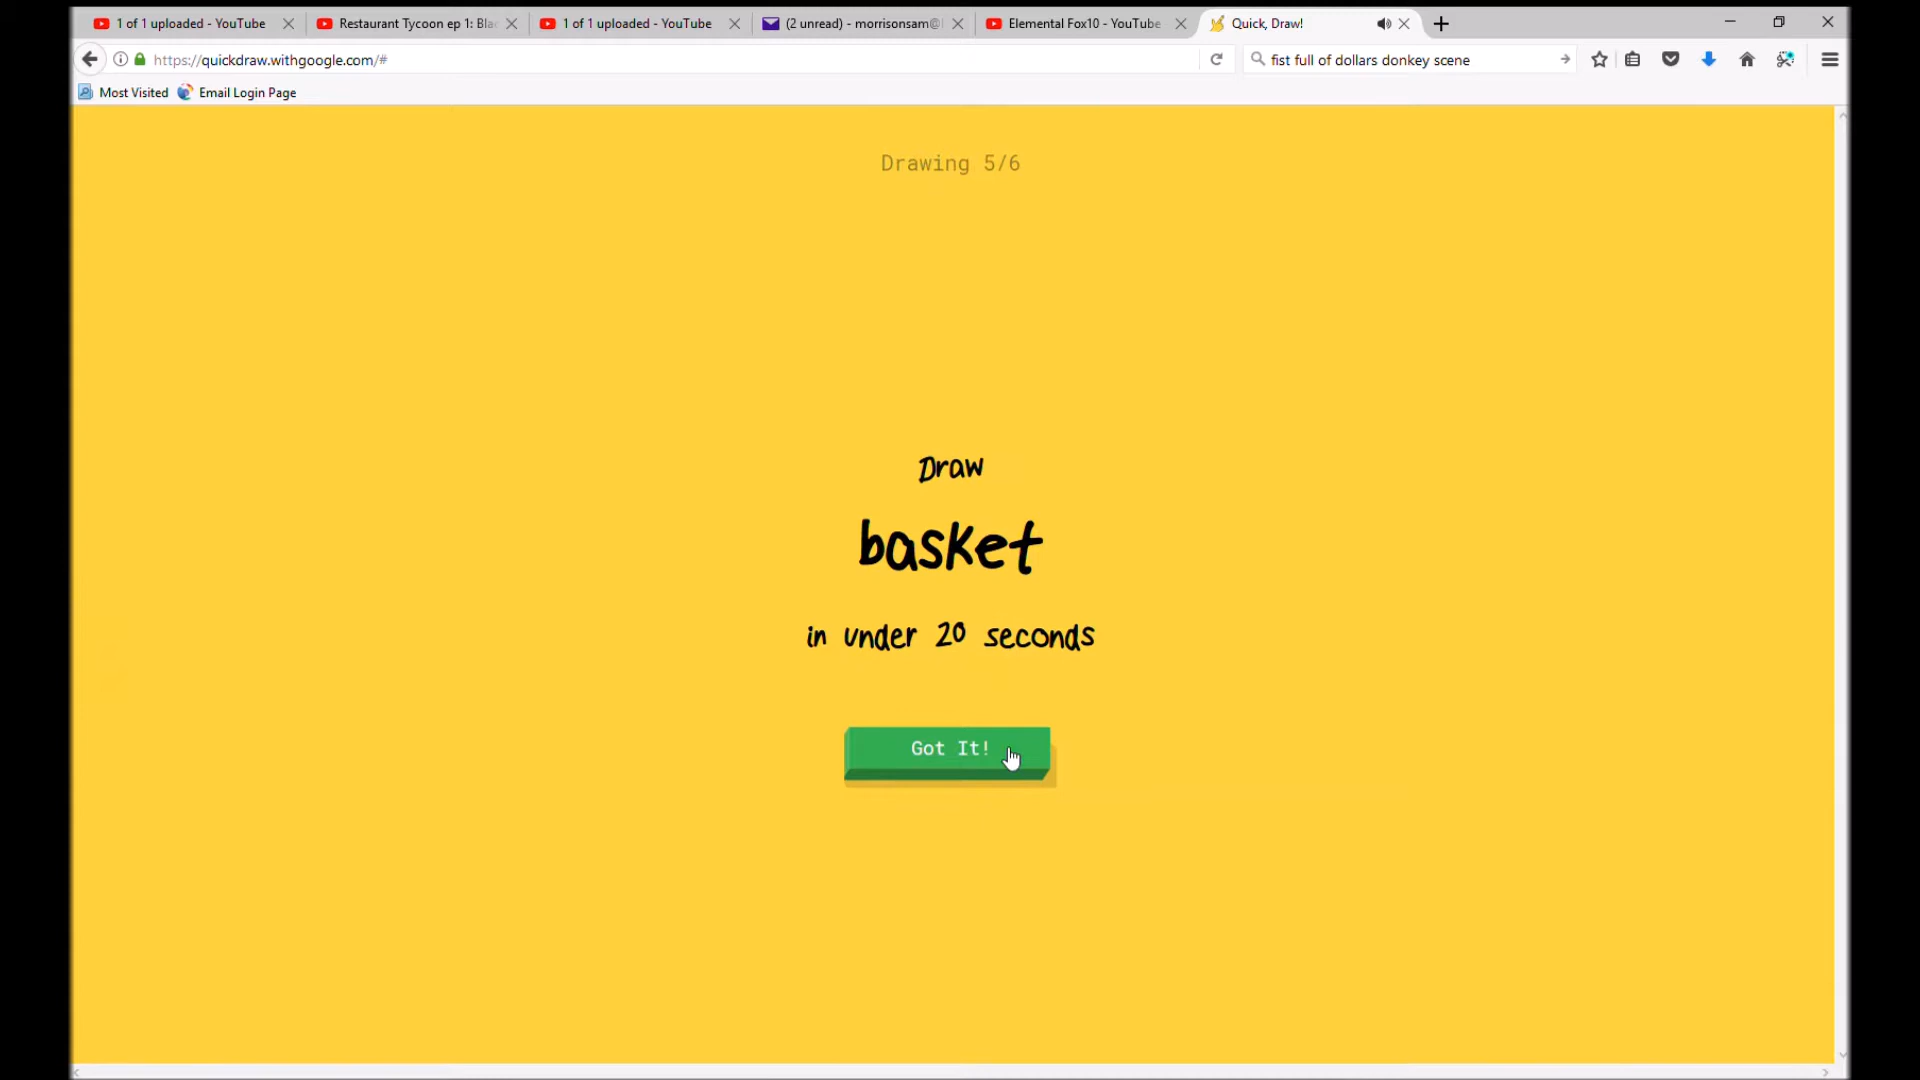 1 of 1 uploaded - YouTube
Restaurant Tycoon ep 1: Bla
1 of 1 uploaded - YouTube
(2 unread) - morrisonsam@
Elemental Fox10 - YouTube
Quick, Draw!
https://quickdraw.withgoogle.com/#
fist full of dollars donkey scene
Most Visited
Email Login Page
Drawing 5/6
Draw
basket
in under 20 seconds
Got It!